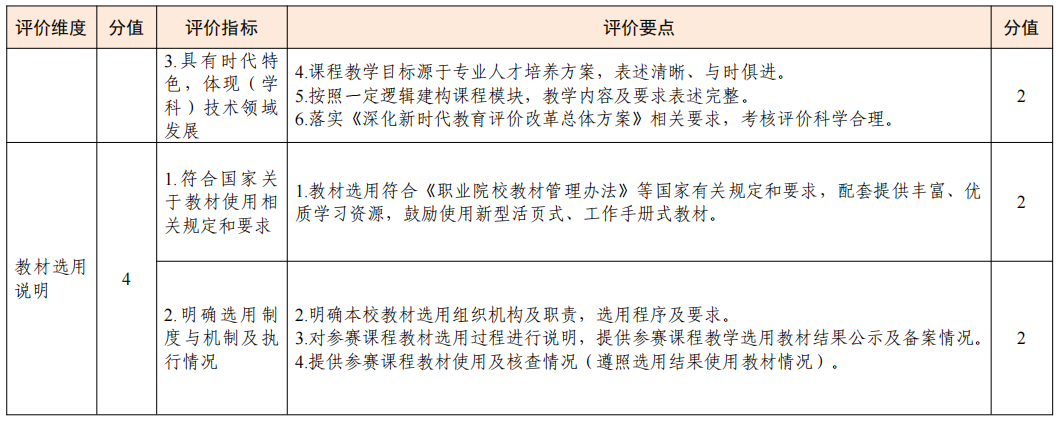 评价维度 分值 评价指标 评价要点 分值
3.具有时代特
色，体现（学
科）技术领域
发展
4.课程教学目标源于专业人才培养方案，表述清晰、与时俱进。
5.按照一定逻辑建构课程模块，教学内容及要求表述完整。
6.落实《深化新时代教育评价改革总体方案》相关要求，考核评价科学合理。
2
教材选用
说明
4
1.符合国家关
于教材使用相
关规定和要求
1.教材选用符合《职业院校教材管理办法》等国家有关规定和要求，配套提供丰富、优
质学习资源，鼓励使用新型活页式、工作手册式教材。
2
2.明确选用制
度与机制及执
行情况
2.明确本校教材选用组织机构及职责，选用程序及要求。
3.对参赛课程教材选用过程进行说明，提供参赛课程教学选用教材结果公示及备案情况。
4.提供参赛课程教材使用及核查情况（遵照选用结果使用教材情况）。
2